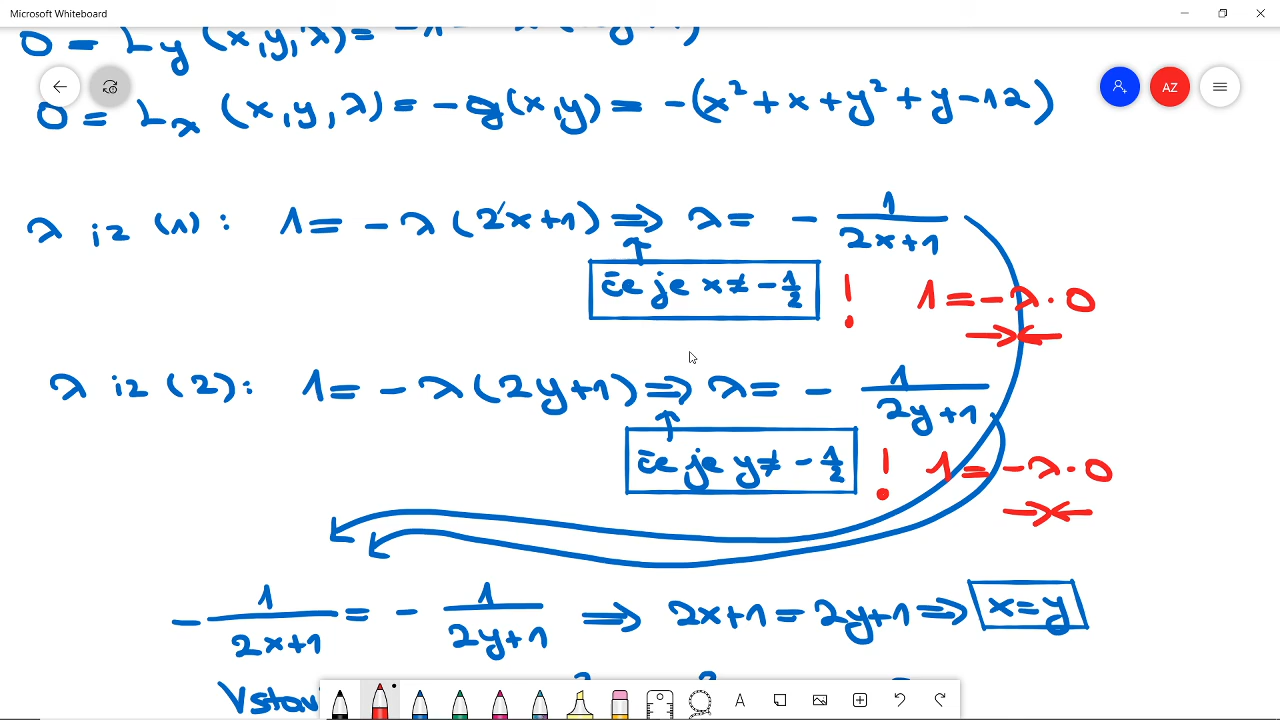 Microsoft Whiteboard
0 = L_y (x,y,λ) =
AZ
0 = L_λ (x,y,λ) = -g(x,y) = -(x² + x + y² + y - 12)
λ iz (1): 1 = -λ(2x+1) ⇒ λ = - 1/(2x+1)
če je x ≠ -1/2 ! 1 = -λ·0
λ iz (2): 1 = -λ(2y+1) ⇒ λ = - 1/(2y+1)
če je y ≠ -1/2 ! 1 = -λ·0
- 1/(2x+1) = - 1/(2y+1) ⇒ 2x+1 = 2y+1 ⇒ x=y
A